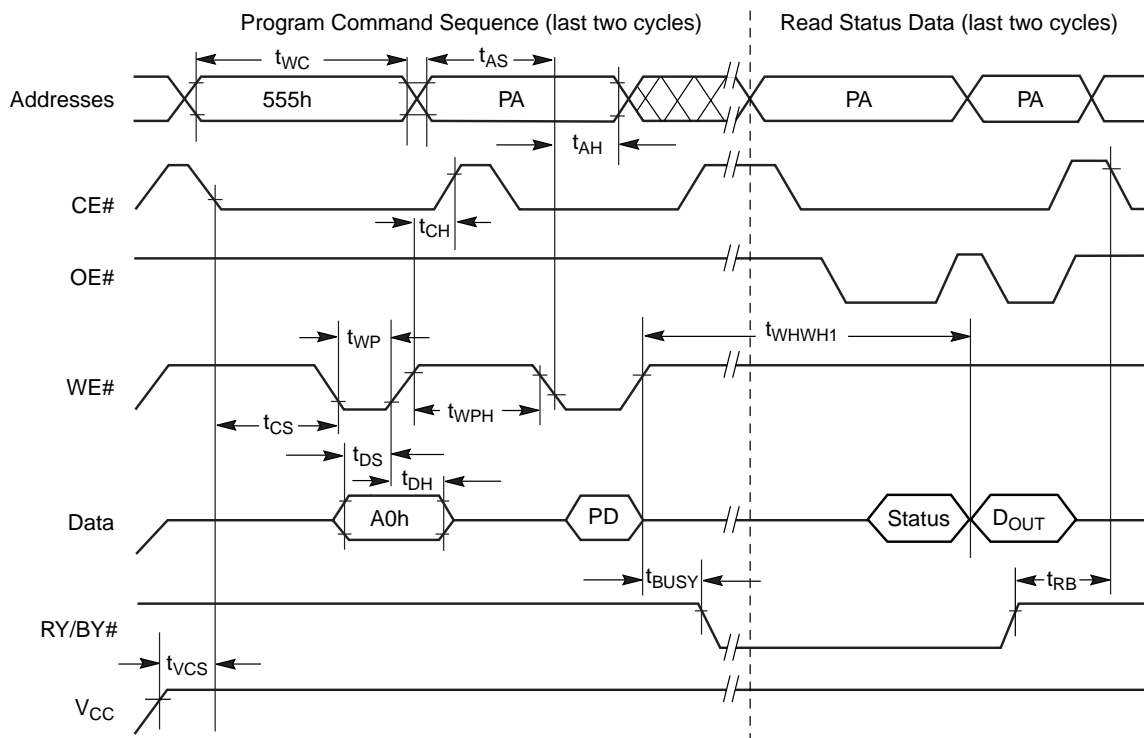 Program Command Sequence (last two cycles)
Read Status Data (last two cycles)
tWC
tAS
Addresses
555h
PA
PA
PA
tAH
CE#
tCH
OE#
tWP
tWHWH1
WE#
tCS
tWPH
tDS
tDH
Data
A0h
PD
Status
DOUT
tBUSY
tRB
RY/BY#
tVCS
VCC